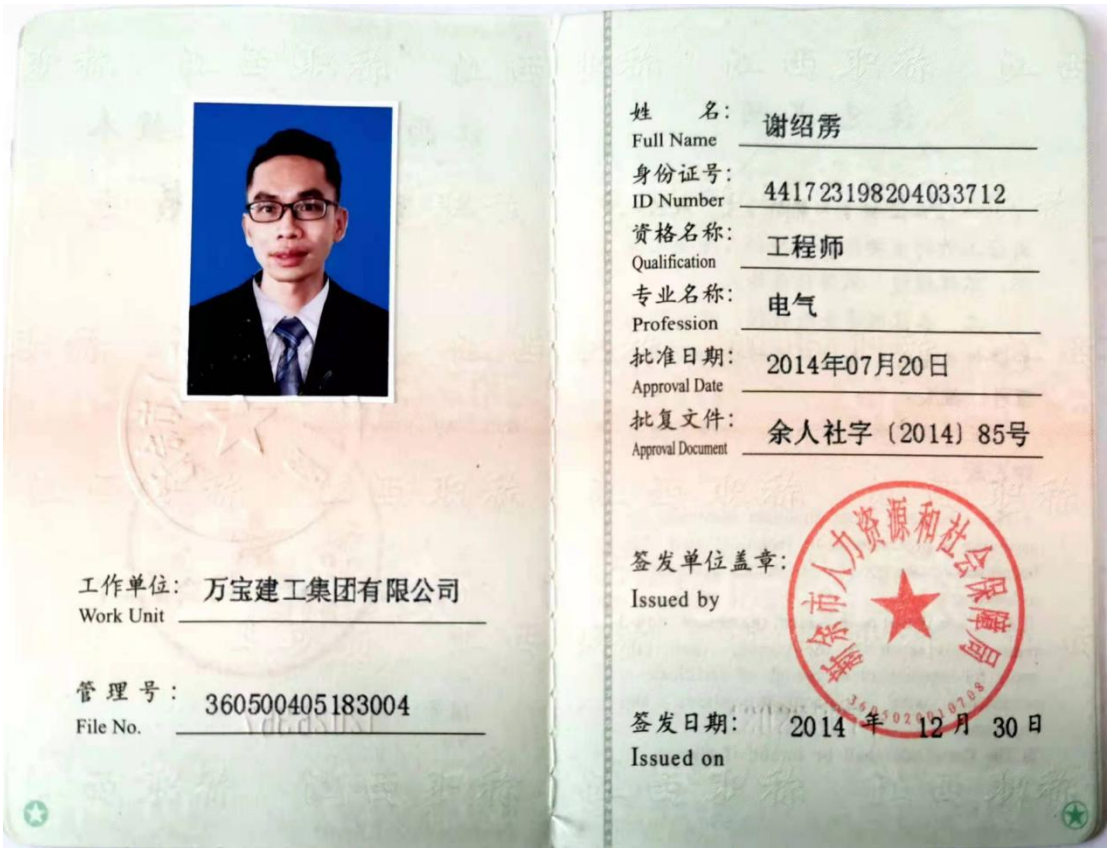 工作单位: 万宝建工集团有限公司
Work Unit
管理号: 360500405183004
File No.
姓 名: 谢绍雳
Full Name
身份证号: 441723198204033712
ID Number
资格名称: 工程师
Qualification
专业名称: 电气
Profession
批准日期: 2014年07月20日
Approval Date
批复文件: 余人社字〔2014〕85号
Approval Document
签发单位盖章:
Issued by
新余市人力资源和社会保障局
3605020010708
签发日期: 2014 年 12 月 30 日
Issued on
江西职称